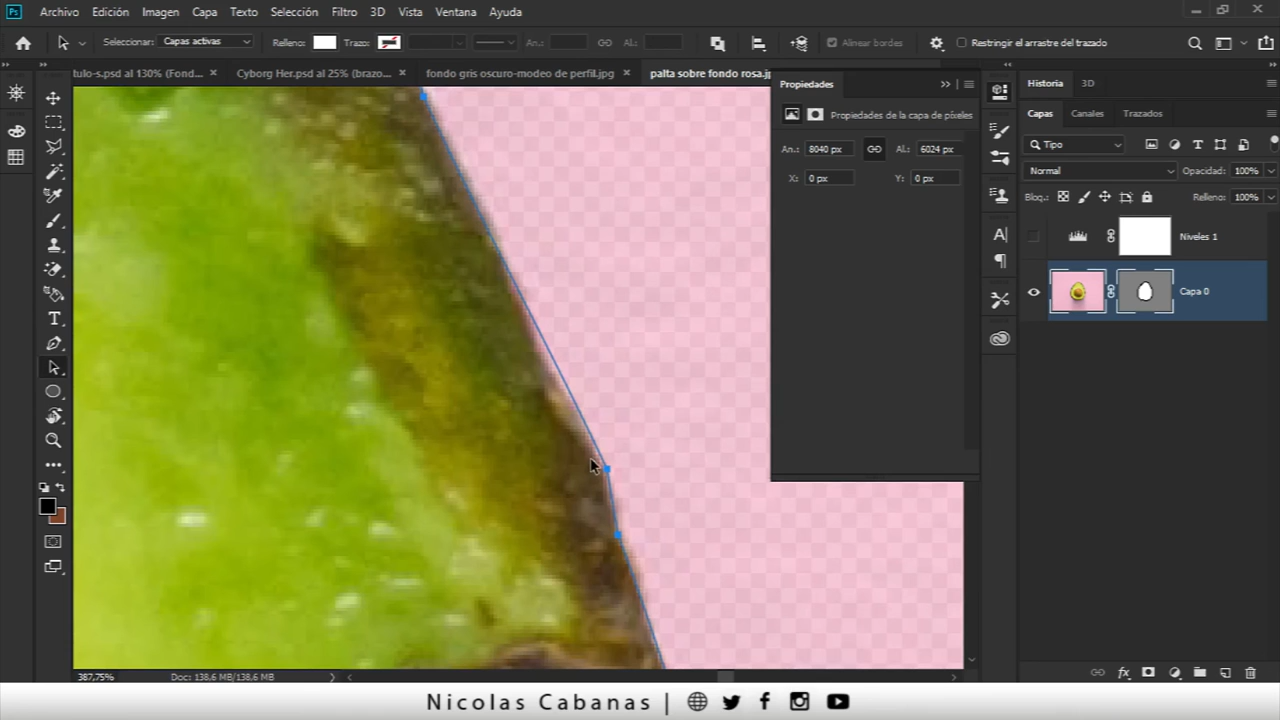 Ps Archivo Edición Imagen Capa Texto Selección Filtro 3D Vista Ventana Ayuda
Seleccionar: Capas activas Relleno: Trazo: An.: Al.: Alinear bordes Restringir el arrastre del trazado
tulo-s.psd al 130% (Fond... × Cyborg Her.psd al 25% (brazo... × fondo gris oscuro-modeo de perfil.jpg × palta sobre fondo rosa.jp
Propiedades
Propiedades de la capa de píxeles
An.: 8040 px Al.: 6024 px
X: 0 px Y: 0 px
Historia 3D
Capas Canales Trazados
Tipo
Normal Opacidad: 100%
Bloq.: Relleno: 100%
Niveles 1
Capa 0
387,75% Doc: 138,6 MB/138,6 MB
Nicolas Cabanas |